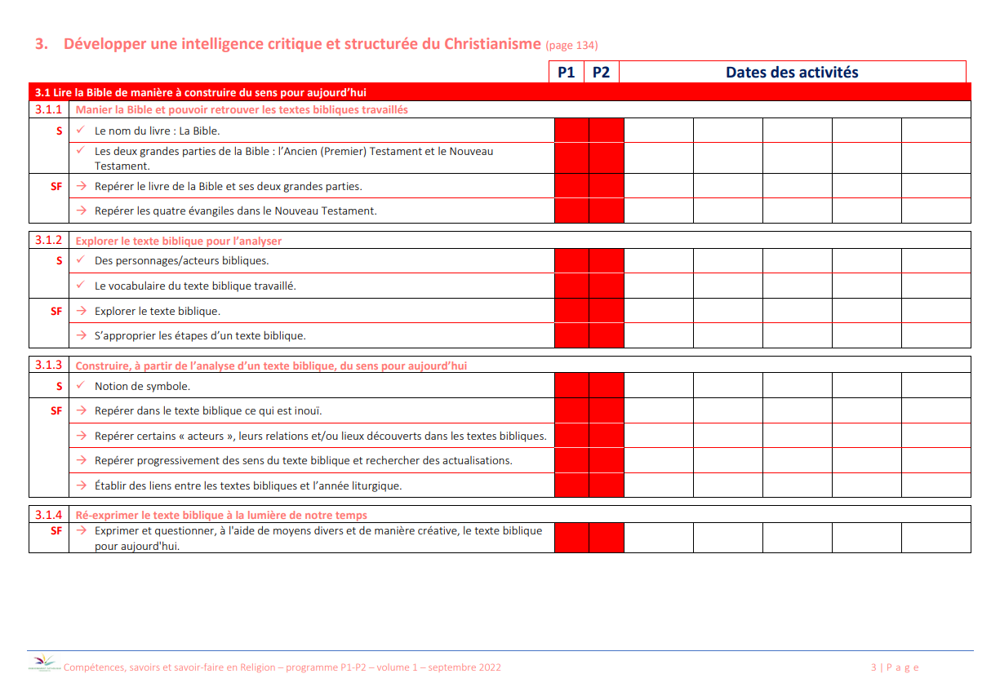 3. Développer une intelligence critique et structurée du Christianisme (page 134)
P1 P2 Dates des activités
3.1 Lire la Bible de manière à construire du sens pour aujourd’hui
3.1.1 Manier la Bible et pouvoir retrouver les textes bibliques travaillés
S ✓ Le nom du livre : La Bible.
✓ Les deux grandes parties de la Bible : l’Ancien (Premier) Testament et le Nouveau
Testament.
SF → Repérer le livre de la Bible et ses deux grandes parties.
→ Repérer les quatre évangiles dans le Nouveau Testament.
3.1.2 Explorer le texte biblique pour l’analyser
S ✓ Des personnages/acteurs bibliques.
✓ Le vocabulaire du texte biblique travaillé.
SF → Explorer le texte biblique.
→ S’approprier les étapes d’un texte biblique.
3.1.3 Construire, à partir de l’analyse d’un texte biblique, du sens pour aujourd’hui
S ✓ Notion de symbole.
SF → Repérer dans le texte biblique ce qui est inouï.
→ Repérer certains « acteurs », leurs relations et/ou lieux découverts dans les textes bibliques.
→ Repérer progressivement des sens du texte biblique et rechercher des actualisations.
→ Établir des liens entre les textes bibliques et l’année liturgique.
3.1.4 Ré-exprimer le texte biblique à la lumière de notre temps
SF → Exprimer et questionner, à l'aide de moyens divers et de manière créative, le texte biblique
pour aujourd'hui.
Compétences, savoirs et savoir-faire en Religion – programme P1-P2 – volume 1 – septembre 2022
3 | P a g e